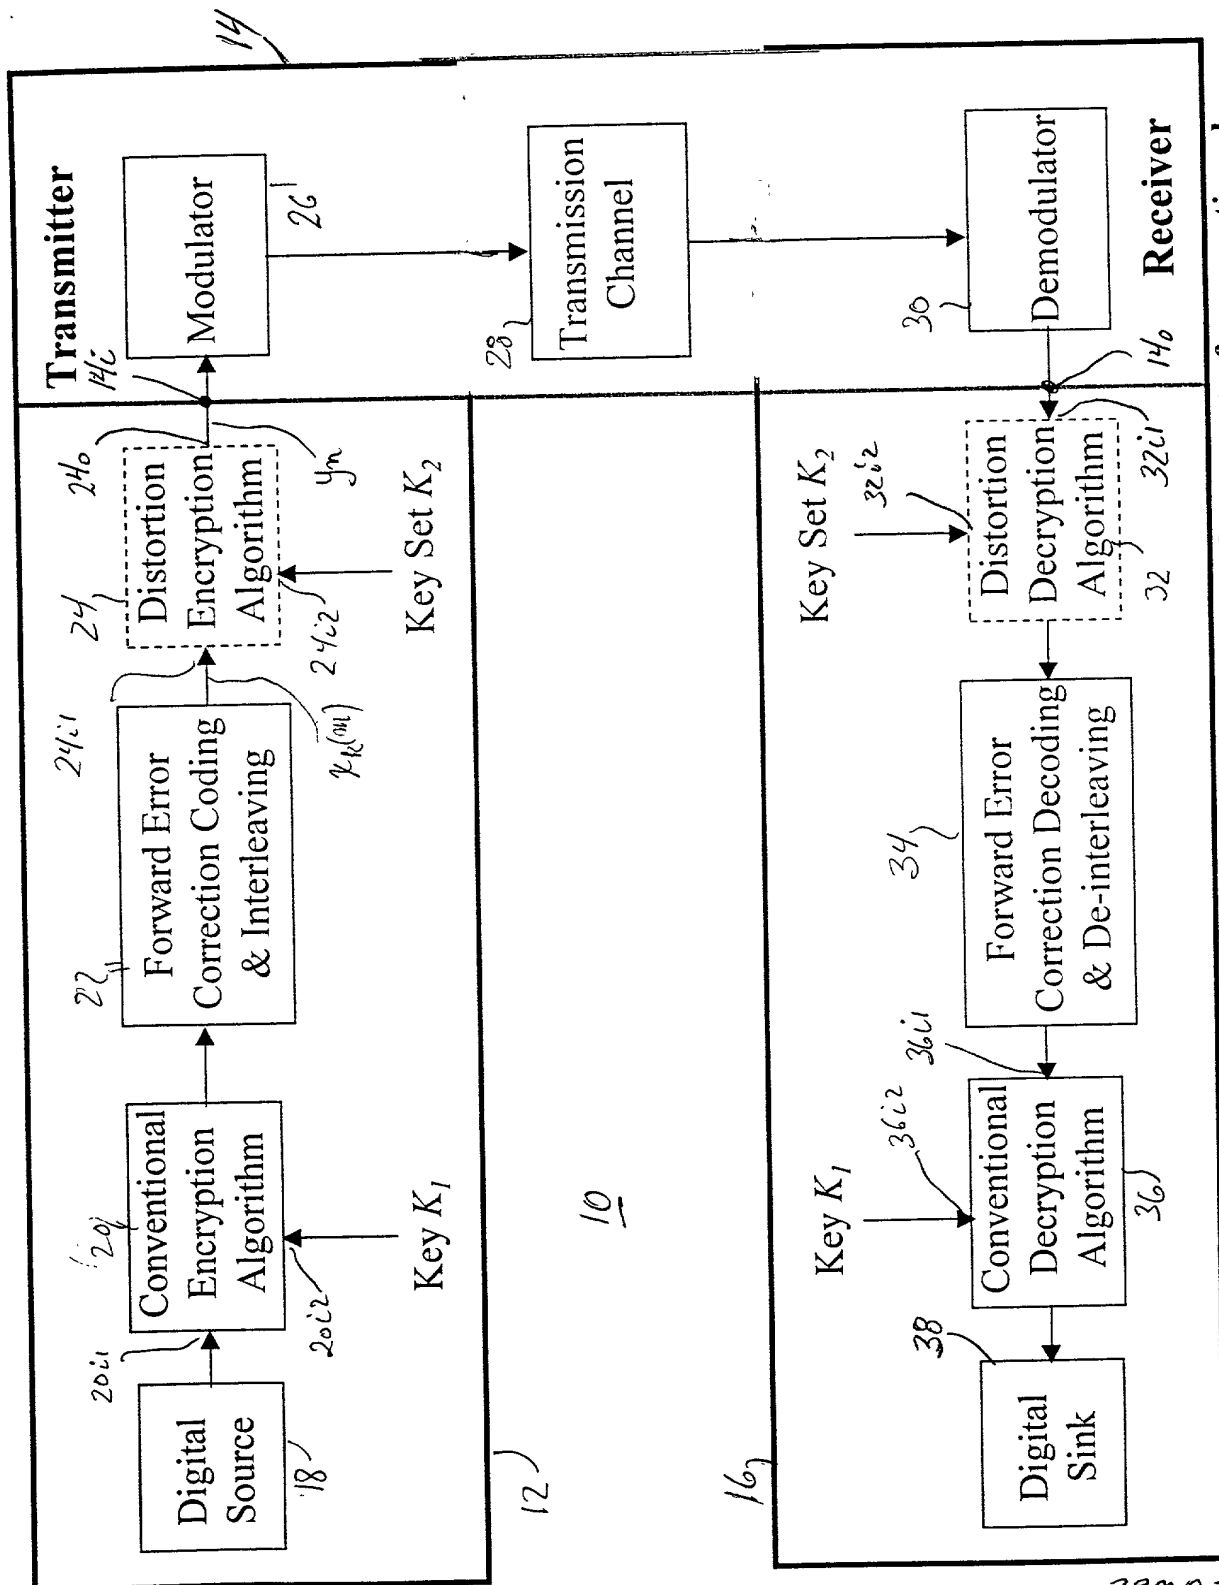 14
Transmitter
14i
Modulator
26
Transmission
Channel
28
Demodulator
30
Receiver
14o
Digital
Source
18
20i1
Conventional
Encryption
Algorithm
20
20i2
Key K1
Forward Error
Correction Coding
& Interleaving
22
24i1
xk(m)
Distortion
Encryption
Algorithm
24
24o
yn
24i2
Key Set K2
12
10
16
Key Set K2
32i2
Distortion
Decryption
Algorithm
32i1
32
Forward Error
Correction Decoding
& De-interleaving
34
36i1
Key K1
36i2
Conventional
Decryption
Algorithm
36
Digital
Sink
38